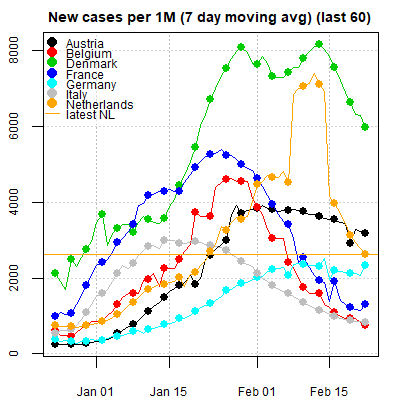 New cases per 1M (7 day moving avg) (last 60)
Austria
Belgium
Denmark
France
Germany
Italy
Netherlands
latest NL
8000
6000
4000
2000
0
Jan 01 Jan 15 Feb 01 Feb 15